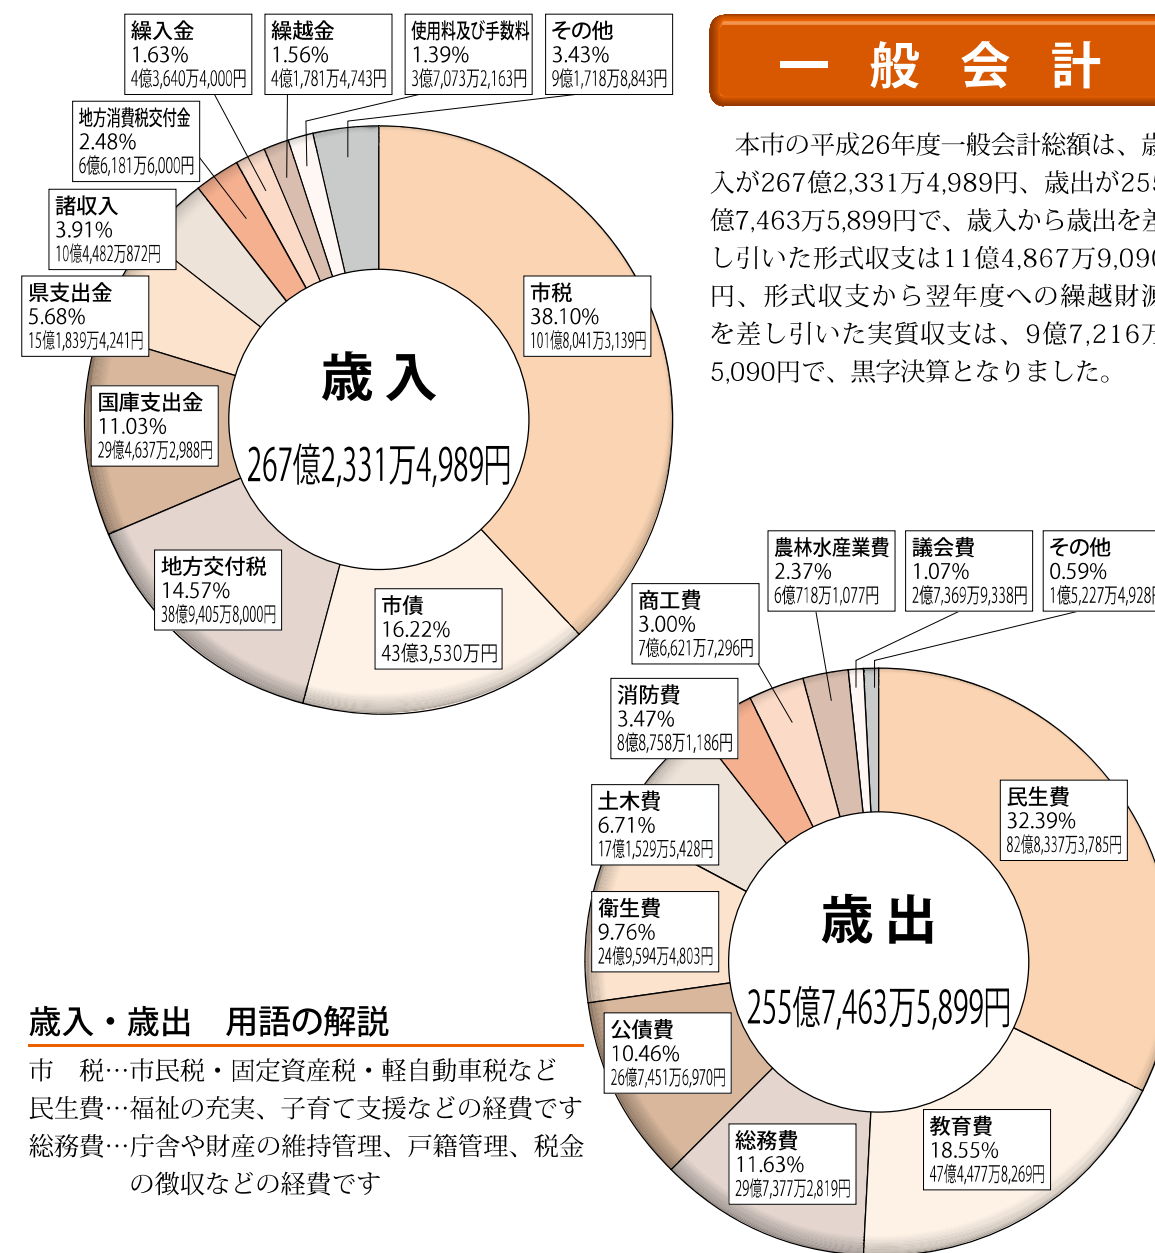 繰入金
1.63%
4億3,640万4,000円
繰越金
1.56%
4億1,781万4,743円
使用料及び手数料
1.39%
3億7,073万2,163円
その他
3.43%
9億1,718万8,843円
地方消費税交付金
2.48%
6億6,181万6,000円
諸収入
3.91%
10億4,482万872円
県支出金
5.68%
15億1,839万4,241円
国庫支出金
11.03%
29億4,637万2,988円
地方交付税
14.57%
38億9,405万8,000円
市債
16.22%
43億3,530万円
市税
38.10%
101億8,041万3,139円
歳入
267億2,331万4,989円
一般会計
本市の平成26年度一般会計総額は、歳
入が267億2,331万4,989円、歳出が255
億7,463万5,899円で、歳入から歳出を差
し引いた形式収支は11億4,867万9,090
円、形式収支から翌年度への繰越財源
を差し引いた実質収支は、9億7,216万
5,090円で、黒字決算となりました。
農林水産業費
2.37%
6億718万1,077円
議会費
1.07%
2億7,369万9,338円
その他
0.59%
1億5,227万4,928円
商工費
3.00%
7億6,621万7,296円
消防費
3.47%
8億8,758万1,186円
土木費
6.71%
17億1,529万5,428円
衛生費
9.76%
24億9,594万4,803円
公債費
10.46%
26億7,451万6,970円
総務費
11.63%
29億7,377万2,819円
教育費
18.55%
47億4,477万8,269円
民生費
32.39%
82億8,337万3,785円
歳出
255億7,463万5,899円
歳入・歳出 用語の解説
市 税…市民税・固定資産税・軽自動車税など
民生費…福祉の充実、子育て支援などの経費です
総務費…庁舎や財産の維持管理、戸籍管理、税金
の徴収などの経費です